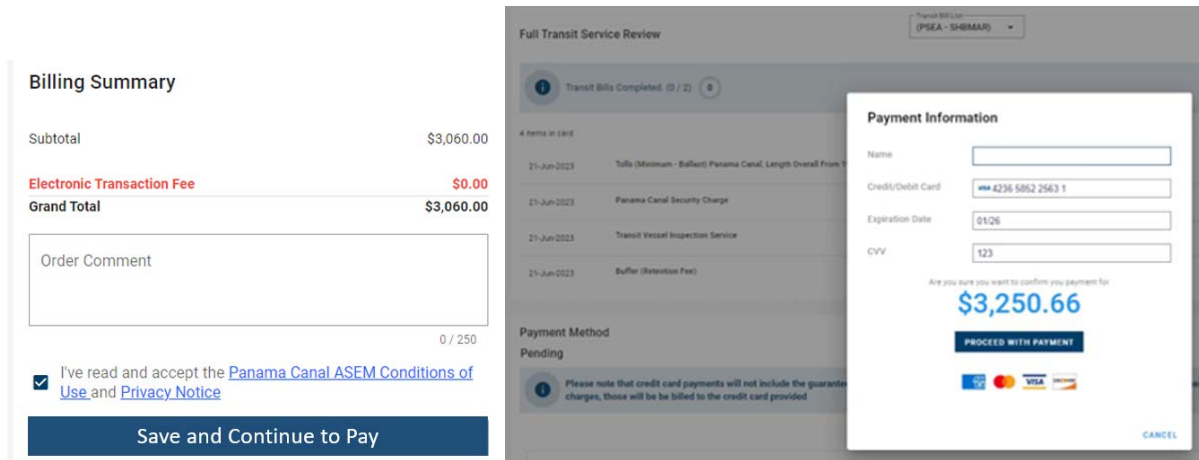 Billing Summary
Subtotal $3,060.00
Electronic Transaction Fee $0.00
Grand Total $3,060.00
Order Comment
0 / 250
I've read and accept the Panama Canal ASEM Conditions of
Use and Privacy Notice
Save and Continue to Pay
Full Transit Service Review
Transit Bill List
(PSEA - SHBMAR)
Transit Bills Completed. (0 / 2) 0
4 items in card
21-Jun-2023 Tolls (Minimum - Ballast) Panama Canal, Length Overall From
21-Jun-2023 Panama Canal Security Charge
21-Jun-2023 Transit Vessel Inspection Service
21-Jun-2023 Buffer (Retention Fee)
Payment Method
Pending
Please note that credit card payments will not include the
charges, those will be be billed to the credit card provided
Payment Information
Name
Credit/Debit Card VISA 4236 5852 2563 1
Expiration Date 01/26
CVV 123
Are you sure you want to confirm you payment for
$3,250.66
PROCEED WITH PAYMENT
VISA
CANCEL